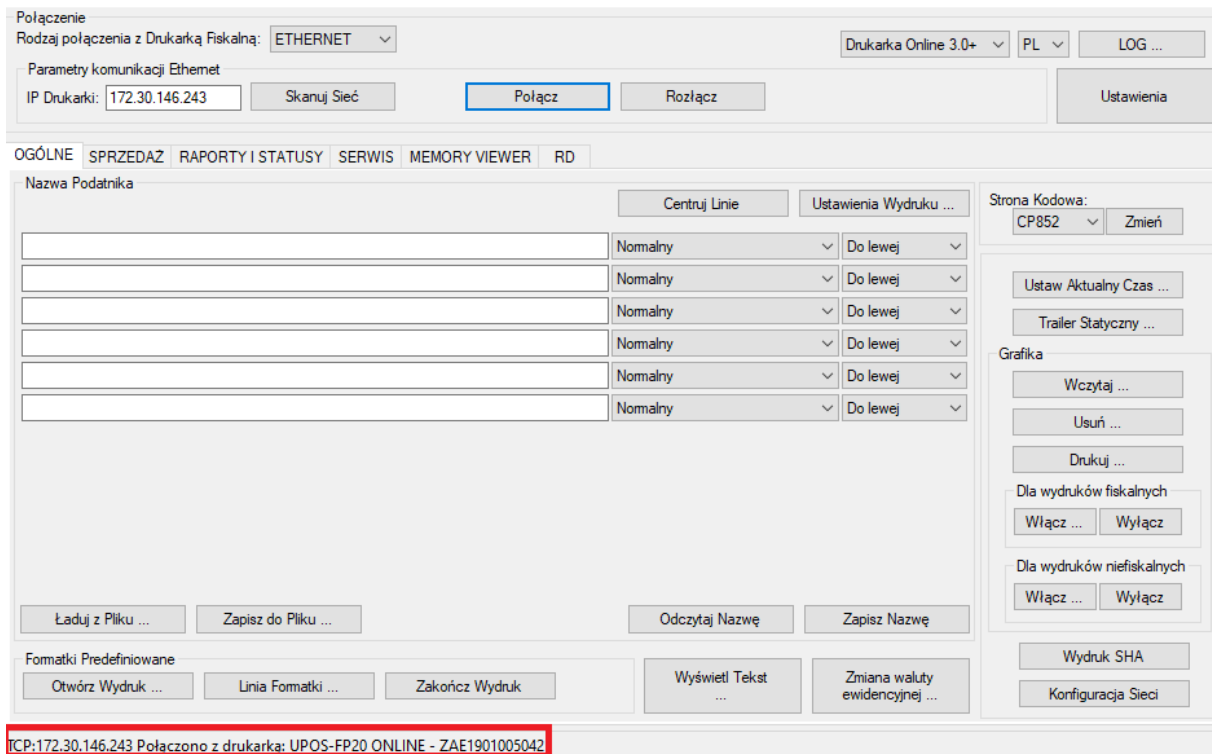 Połączenie
Rodzaj połączenia z Drukarką Fiskalną: ETHERNET
Drukarka Online 3.0+ PL LOG ...
Parametry komunikacji Ethernet
IP Drukarki: 172.30.146.243 Skanuj Sieć Połącz Rozłącz Ustawienia
OGÓLNE SPRZEDAŻ RAPORTY I STATUSY SERWIS MEMORY VIEWER RD
Nazwa Podatnika
Centruj Linie Ustawienia Wydruku ...
Strona Kodowa:
CP852 Zmień
Normalny Do lewej
Normalny Do lewej
Normalny Do lewej
Normalny Do lewej
Normalny Do lewej
Normalny Do lewej
Ustaw Aktualny Czas ...
Trailer Statyczny ...
Grafika
Wczytaj ...
Usuń ...
Drukuj ...
Dla wydruków fiskalnych
Włącz ... Wyłącz
Dla wydruków niefiskalnych
Włącz ... Wyłącz
Ładuj z Pliku ... Zapisz do Pliku ... Odczytaj Nazwę Zapisz Nazwę
Formatki Predefiniowane
Otwórz Wydruk ... Linia Formatki ... Zakończ Wydruk
Wyświetl Tekst
...
Zmiana waluty
ewidencyjnej ...
Wydruk SHA
Konfiguracja Sieci
TCP:172.30.146.243 Połaczono z drukarka: UPOS-FP20 ONLINE - ZAE1901005042